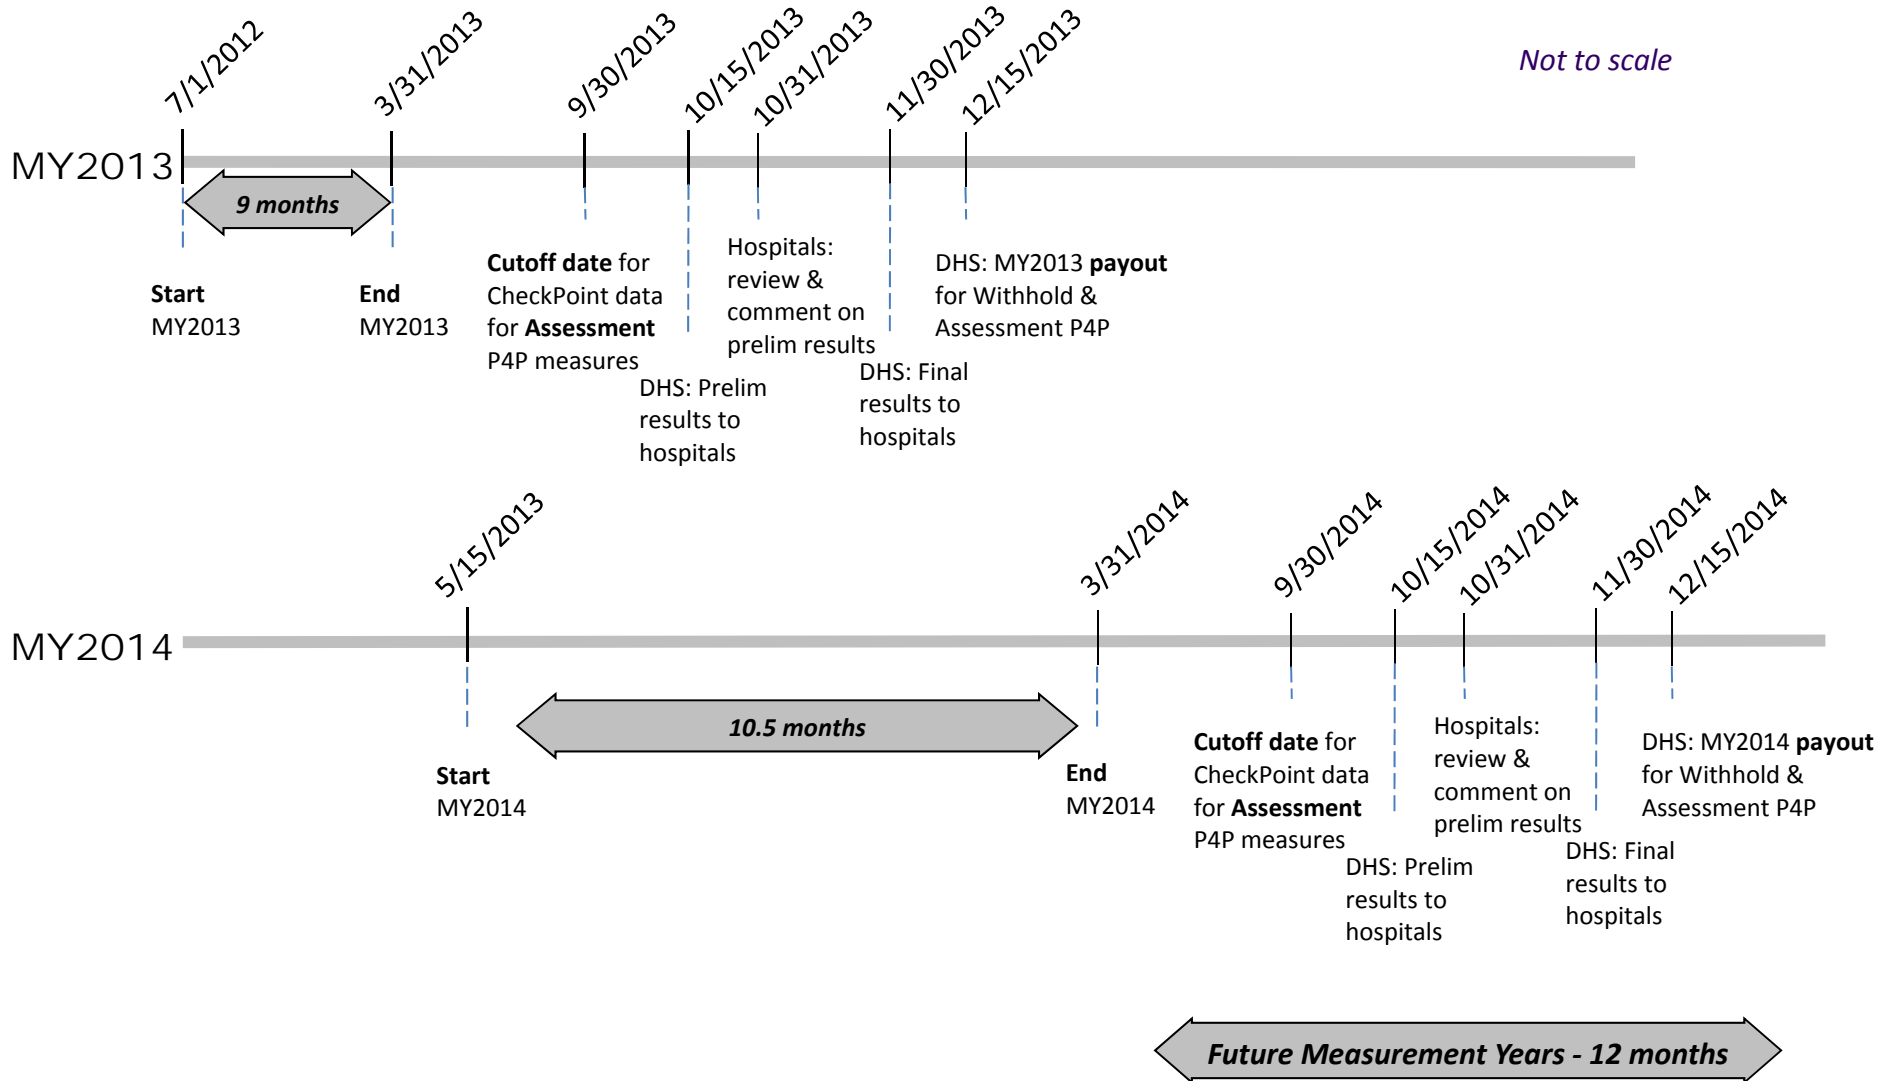 Not to scale
7/1/2012
3/31/2013
9/30/2013
10/15/2013
10/31/2013
11/30/2013
12/15/2013
MY2013
9 months
Start
MY2013
End
MY2013
Cutoff date for
CheckPoint data
for Assessment
P4P measures
DHS: Prelim
results to
hospitals
Hospitals:
review &
comment on
prelim results
DHS: Final
results to
hospitals
DHS: MY2013 payout
for Withhold &
Assessment P4P
5/15/2013
3/31/2014
9/30/2014
10/15/2014
10/31/2014
11/30/2014
12/15/2014
MY2014
10.5 months
Start
MY2014
End
MY2014
Cutoff date for
CheckPoint data
for Assessment
P4P measures
DHS: Prelim
results to
hospitals
Hospitals:
review &
comment on
prelim results
DHS: Final
results to
hospitals
DHS: MY2014 payout
for Withhold &
Assessment P4P
Future Measurement Years - 12 months